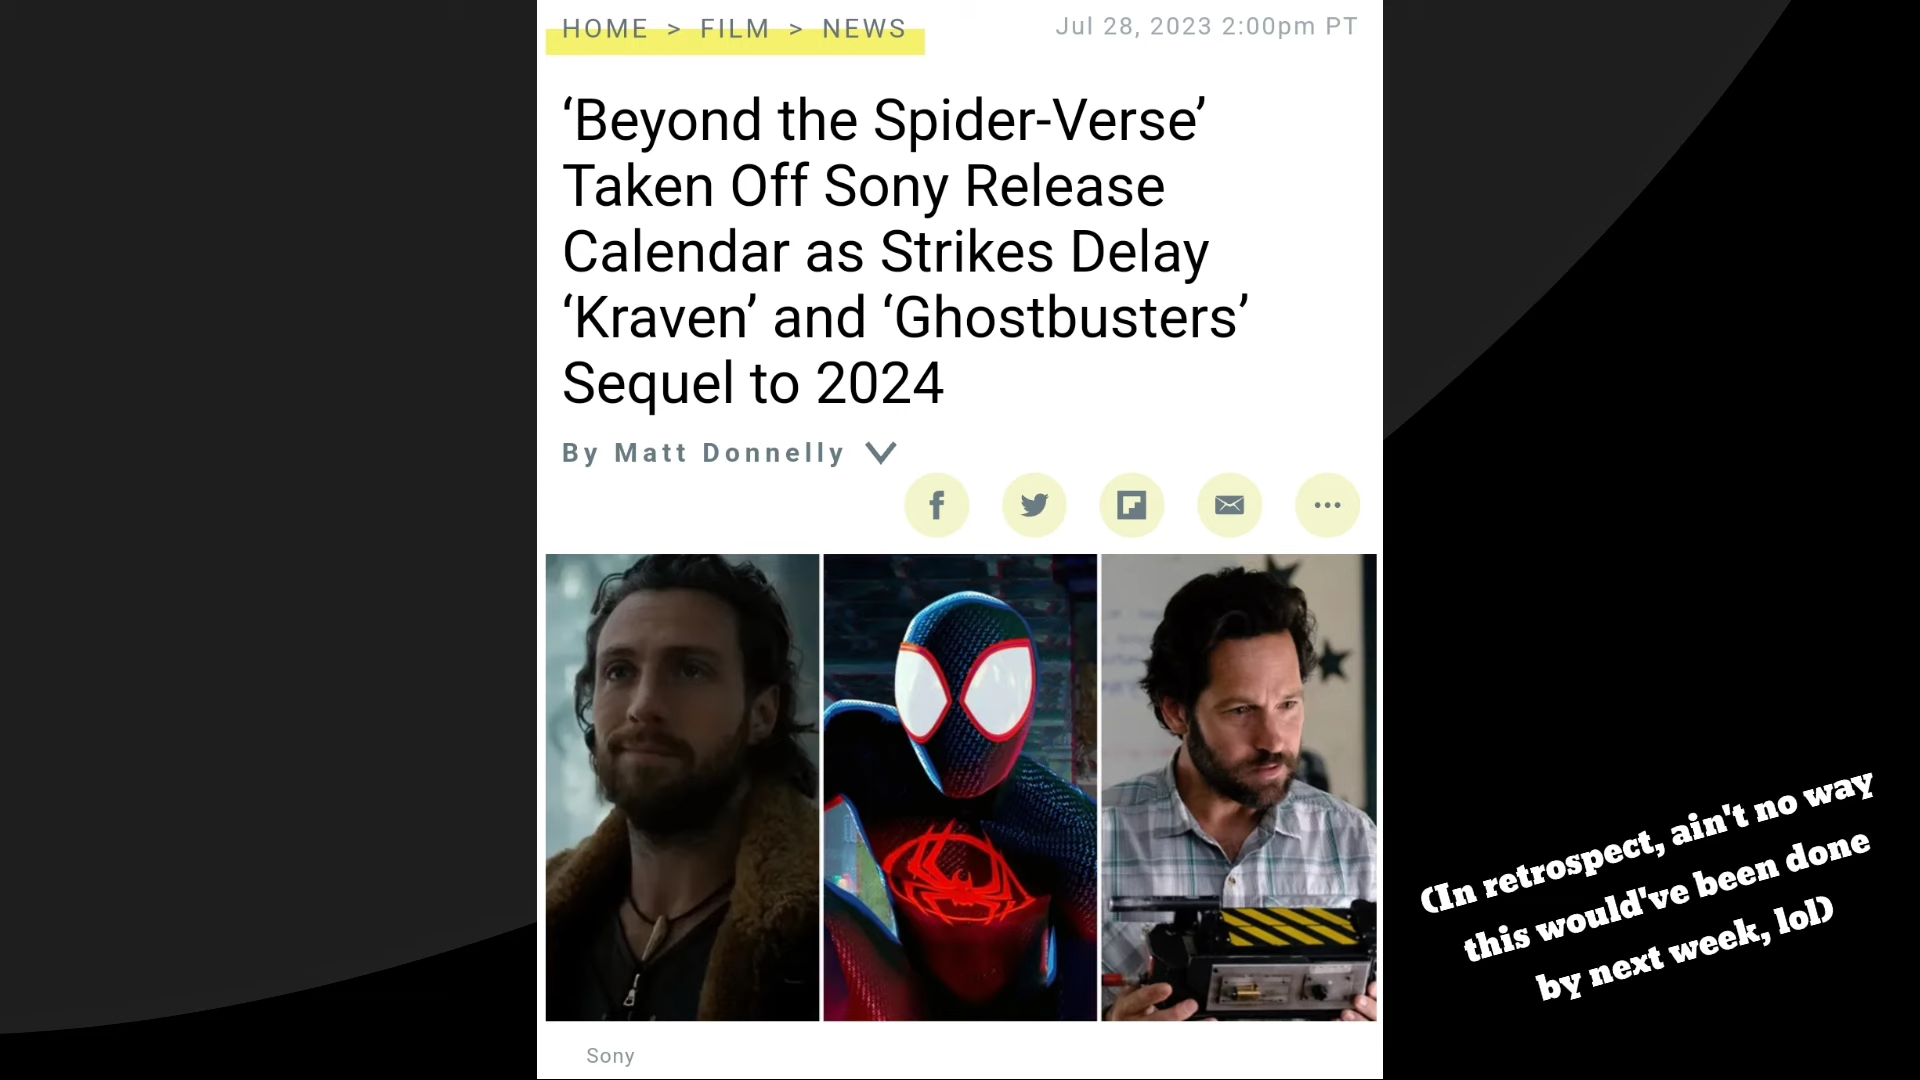 HOME > FILM > NEWS
Jul 28, 2023 2:00pm PT
‘Beyond the Spider-Verse’
Taken Off Sony Release
Calendar as Strikes Delay
‘Kraven’ and ‘Ghostbusters’
Sequel to 2024
By Matt Donnelly
Sony
(In retrospect, ain't no way
this would've been done
by next week, lol)